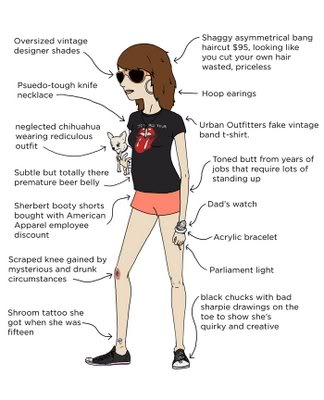 Oversized vintage
designer shades
Psuedo-tough knife
necklace
neglected chihuahua
wearing rediculous
outfit
Subtle but totally there
premature beer belly
Sherbert booty shorts
bought with American
Apparel employee
discount
Scraped knee gained by
mysterious and drunk
circumstances
Shroom tattoo she
got when she was
fifteen
Shaggy asymmetrical bang
haircut $95, looking like
you cut your own hair
wasted, priceless
Hoop earings
Urban Outfitters fake vintage
band t-shirt.
Toned butt from years of
jobs that require lots of
standing up
Dad's watch
Acrylic bracelet
Parliament light
black chucks with bad
sharpie drawings on the
toe to show she's
quirky and creative